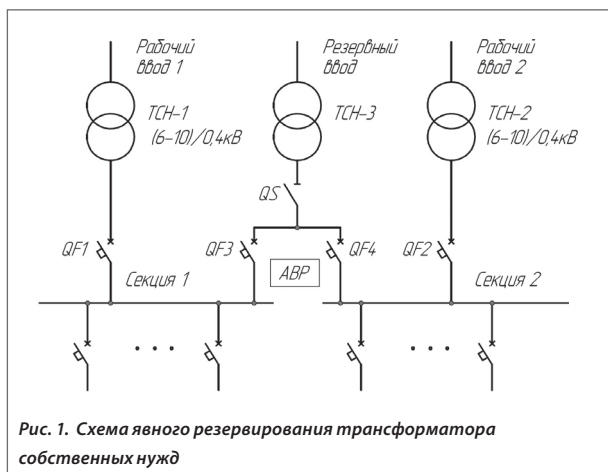 Рабочий
ввод 1
Резервный
ввод
Рабочий
ввод 2
ТСН-1
(6-10)/0,4кВ
ТСН-3
ТСН-2
(6-10)/0,4кВ
QS
QF1
QF3
QF4
QF2
АВР
Секция 1
Секция 2
Рис. 1. Схема явного резервирования трансформатора
собственных нужд